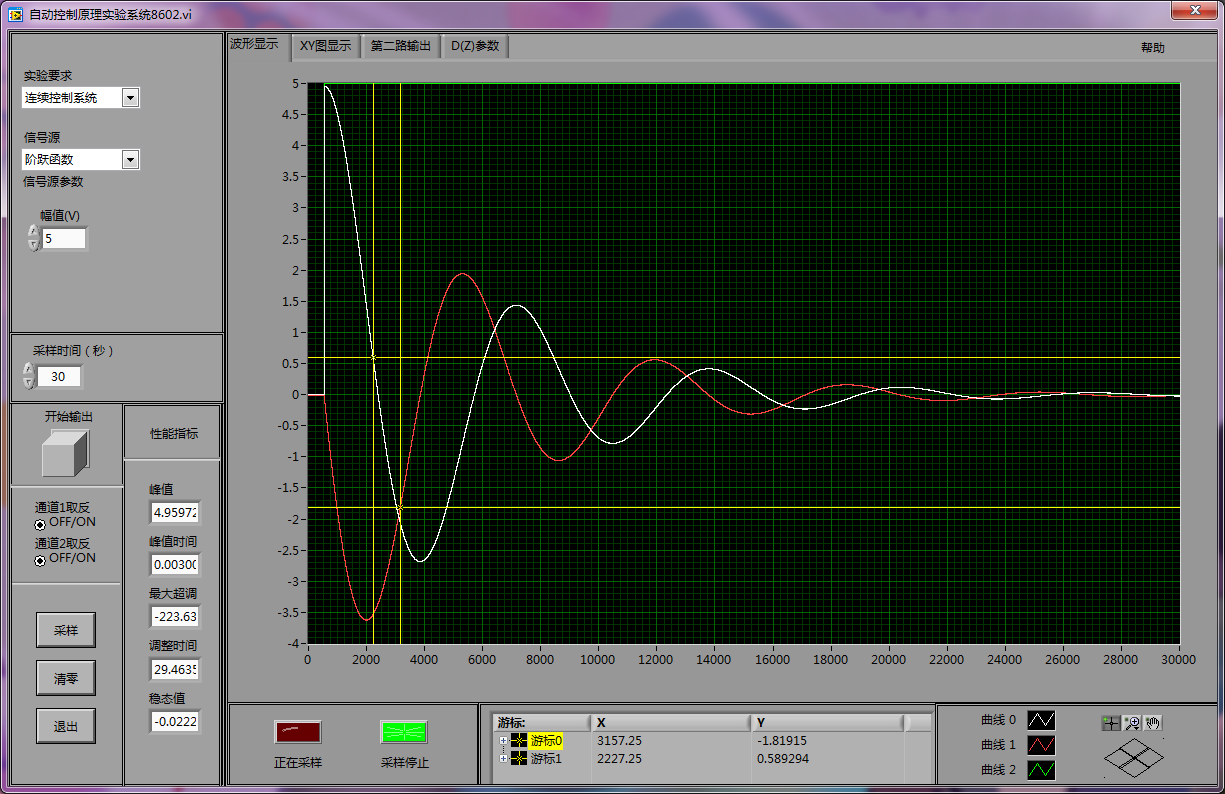 自动控制原理实验系统8602.vi
实验要求
连续控制系统
信号源
阶跃函数
信号源参数
幅值(V)
5
采样时间（秒）
30
开始输出
通道1取反
OFF/ON
通道2取反
OFF/ON
采样
清零
退出
性能指标
峰值
4.95972
峰值时间
0.00300
最大超调
-223.63
调整时间
29.4635
稳态值
-0.0222
波形显示 XY图显示 第二路输出 D(Z)参数 帮助
5
4.5
4
3.5
3
2.5
2
1.5
1
0.5
0
-0.5
-1
-1.5
-2
-2.5
-3
-3.5
-4
0 2000 4000 6000 8000 10000 12000 14000 16000 18000 20000 22000 24000 26000 28000 30000
正在采样 采样停止
游标: X Y
游标0 3157.25 -1.81915
游标1 2227.25 0.589294
曲线 0
曲线 1
曲线 2